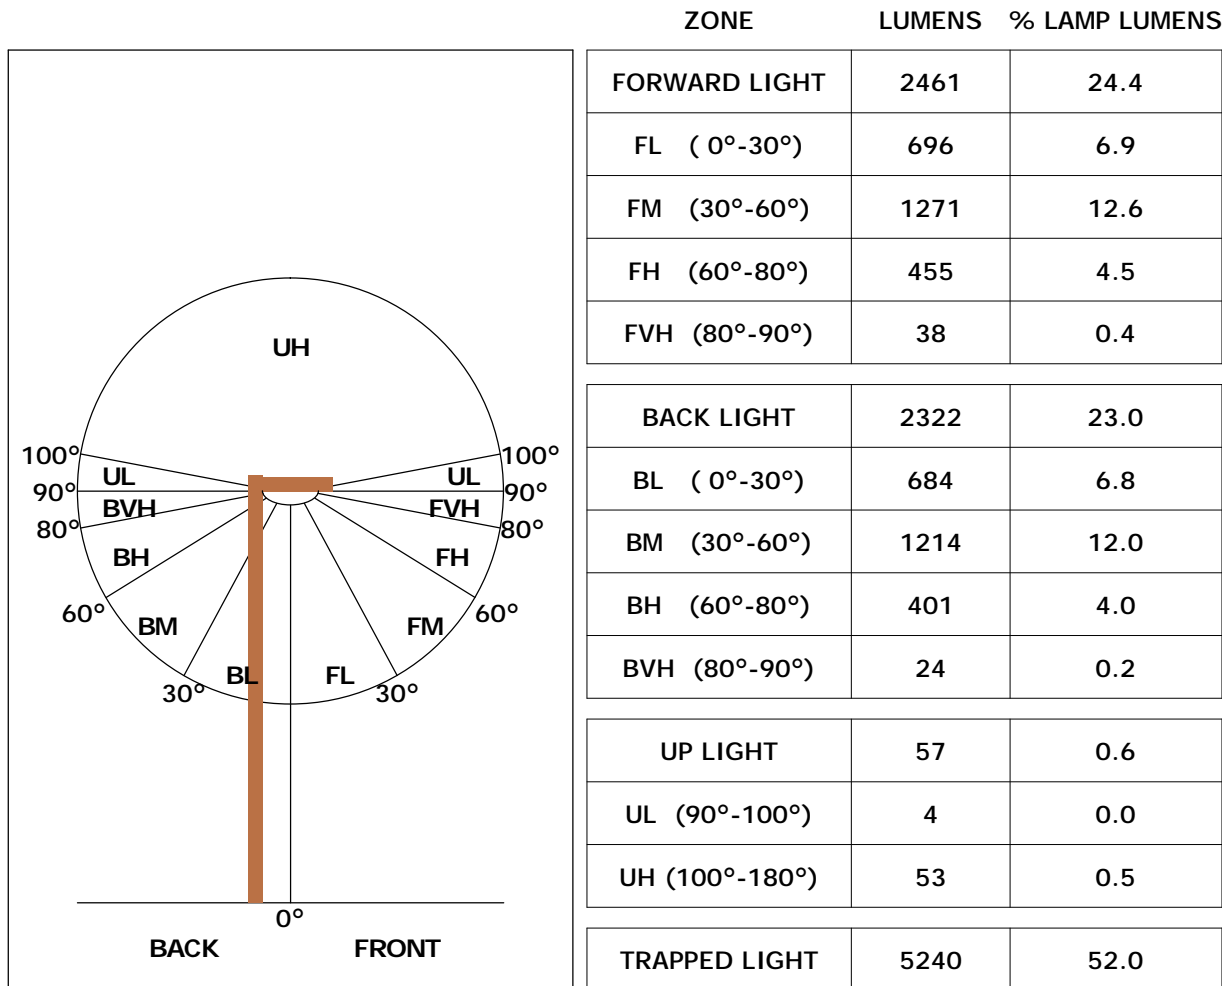 ZONE LUMENS % LAMP LUMENS
FORWARD LIGHT 2461 24.4
FL ( 0°-30°) 696 6.9
FM (30°-60°) 1271 12.6
FH (60°-80°) 455 4.5
FVH (80°-90°) 38 0.4
BACK LIGHT 2322 23.0
BL ( 0°-30°) 684 6.8
BM (30°-60°) 1214 12.0
BH (60°-80°) 401 4.0
BVH (80°-90°) 24 0.2
UP LIGHT 57 0.6
UL (90°-100°) 4 0.0
UH (100°-180°) 53 0.5
TRAPPED LIGHT 5240 52.0
UH
100° 100°
UL UL
90° 90°
BVH FVH
80° 80°
BH FH
60° 60°
BM FM
BL FL
30° 30°
0°
BACK FRONT